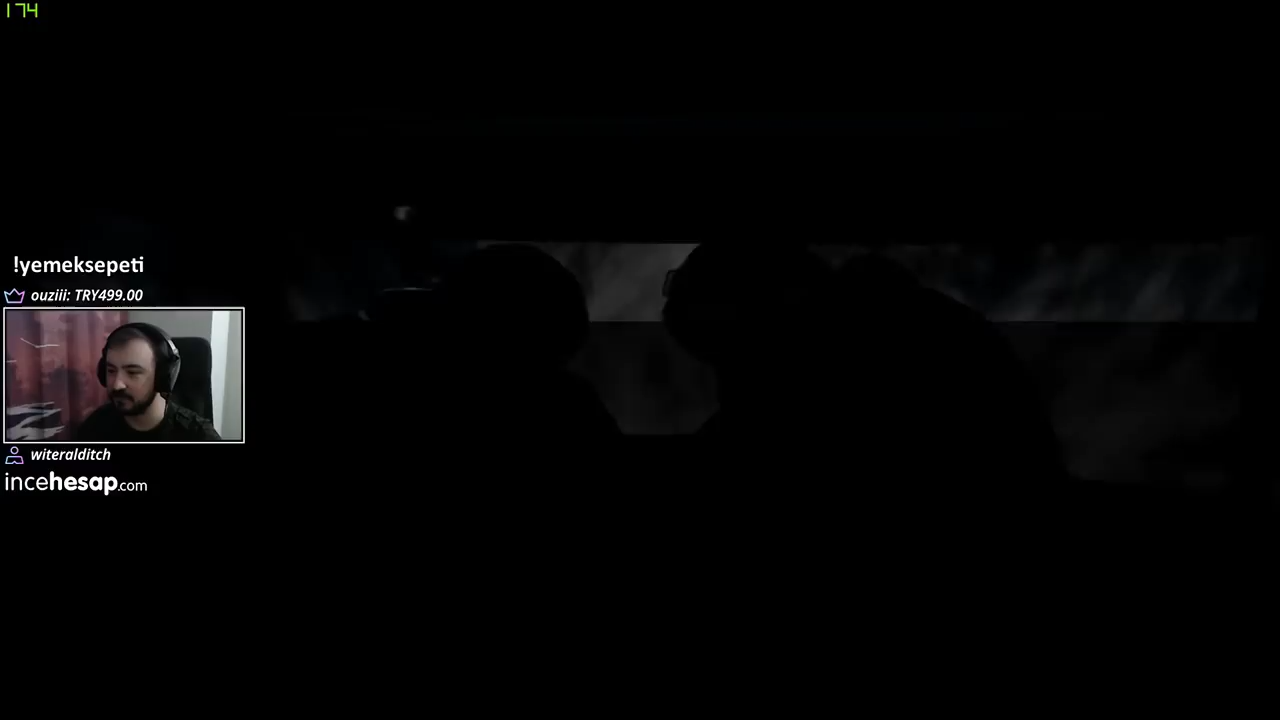 174
!yemeksepeti
ouziii: TRY499.00
witeralditch
incehesap.com